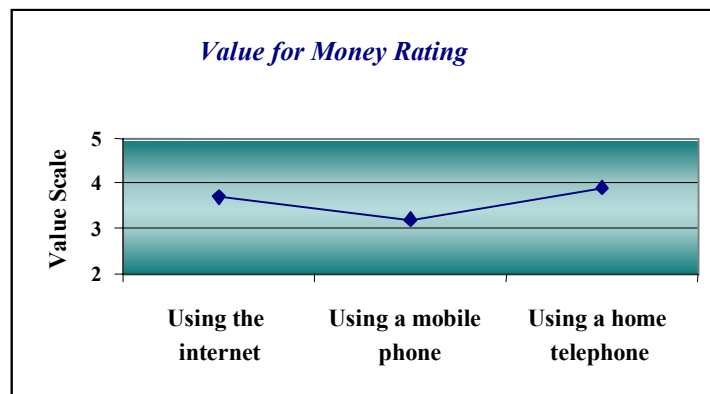 Value for Money Rating
Value Scale
5
4
3
2
Using the
internet
Using a mobile
phone
Using a home
telephone